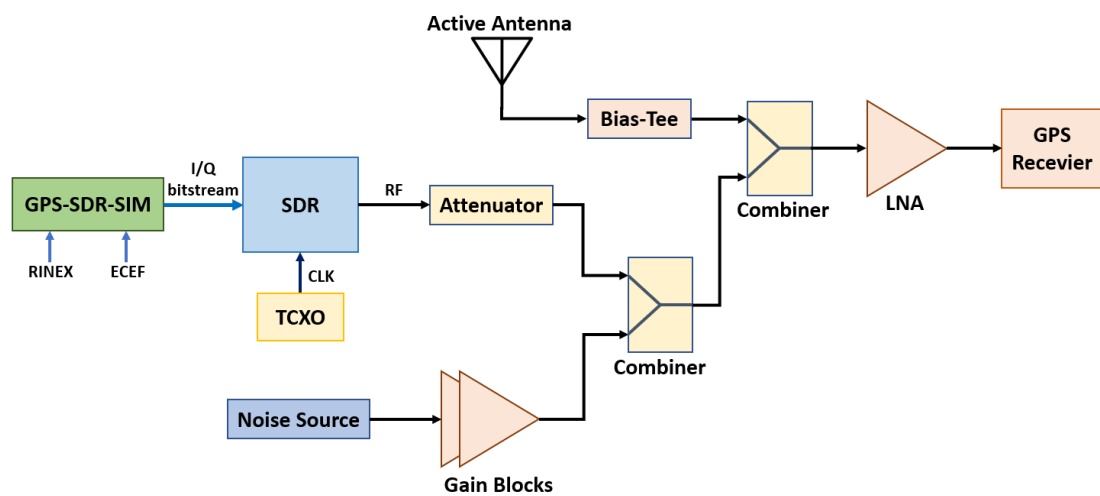 Active Antenna
Bias-Tee
GPS
Recevier
Combiner
LNA
I/Q
bitstream
GPS-SDR-SIM
SDR
RF
Attenuator
RINEX
ECEF
CLK
TCXO
Combiner
Noise Source
Gain Blocks